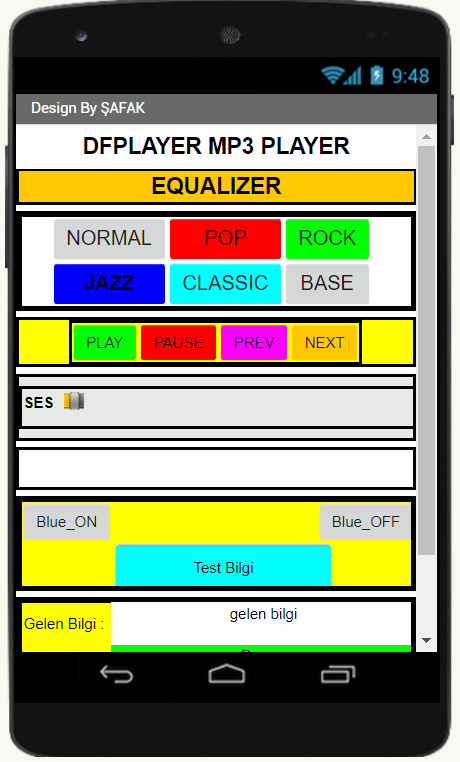 9:48
Design By ŞAFAK
DFPLAYER MP3 PLAYER
EQUALIZER
NORMAL POP ROCK
JAZZ CLASSIC BASE
PLAY PAUSE PREV NEXT
SES
Blue_ON Blue_OFF
Test Bilgi
gelen bilgi
Gelen Bilgi :